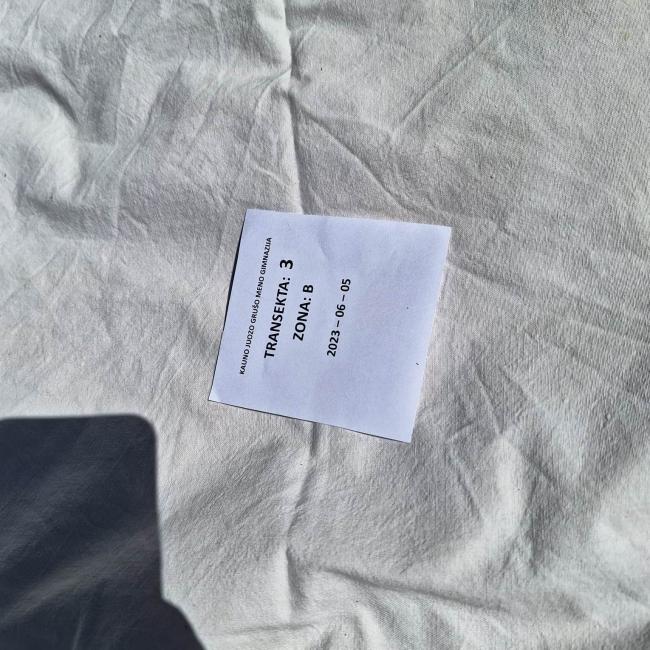 KAUNO JUOZO GRUŠO MENO GIMNAZIJA
TRANSEKTA: 3
ZONA: B
2023 – 06 – 05